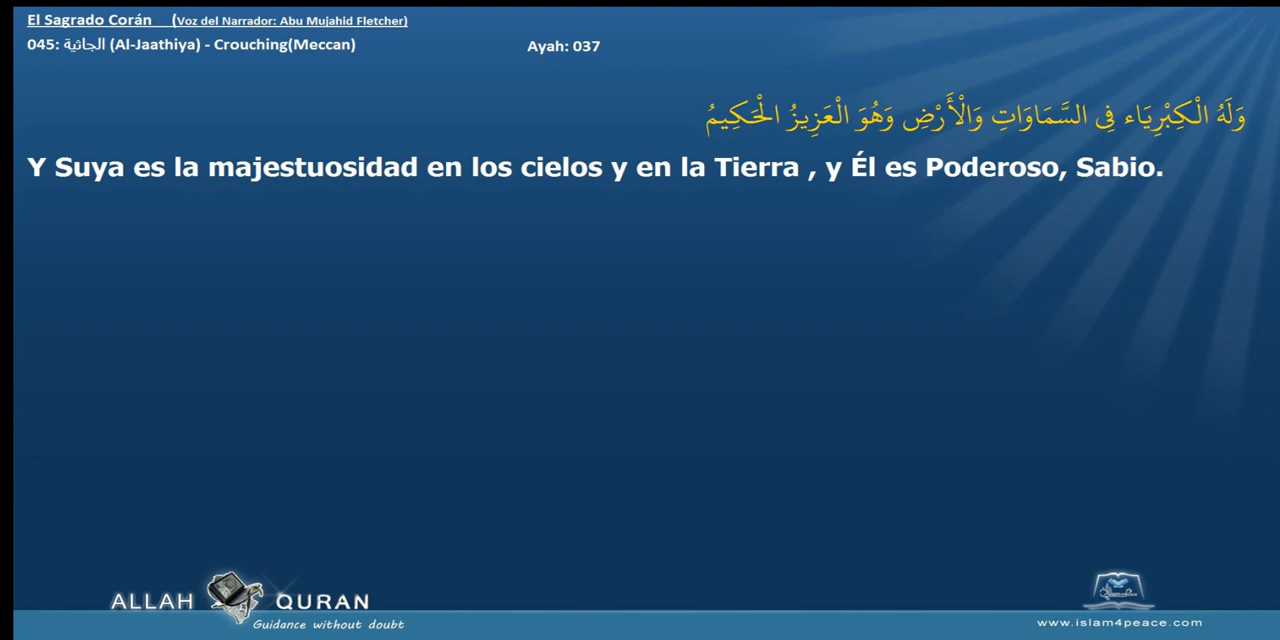 El Sagrado Corán (Voz del Narrador: Abu Mujahid Fletcher)
045: الجاثية (Al-Jaathiya) - Crouching(Meccan) Ayah: 037
وَلَهُ الْكِبْرِيَاء فِي السَّمَاوَاتِ وَالْأَرْضِ وَهُوَ الْعَزِيزُ الْحَكِيمُ
Y Suya es la majestuosidad en los cielos y en la Tierra , y Él es Poderoso, Sabio.
ALLAH QURAN
Guidance without doubt
www.islam4peace.com